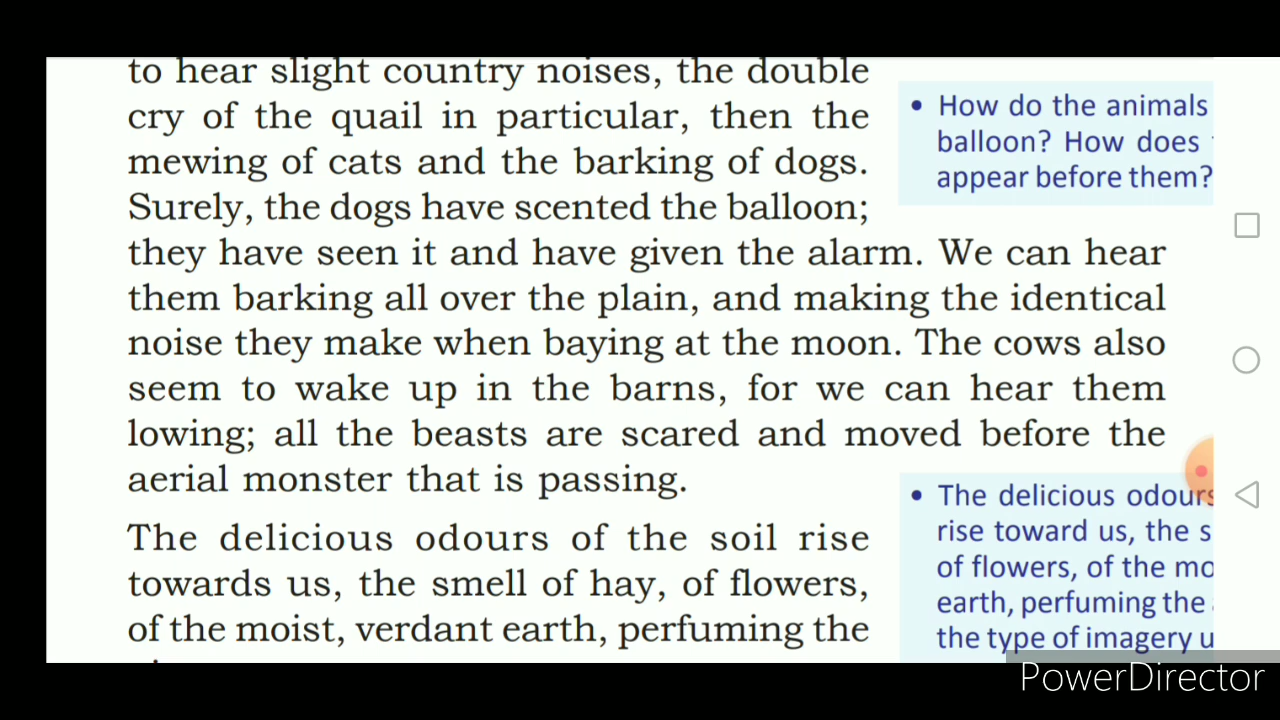 to hear slight country noises, the double
cry of the quail in particular, then the
mewing of cats and the barking of dogs.
Surely, the dogs have scented the balloon;
they have seen it and have given the alarm. We can hear
them barking all over the plain, and making the identical
noise they make when baying at the moon. The cows also
seem to wake up in the barns, for we can hear them
lowing; all the beasts are scared and moved before the
aerial monster that is passing.
The delicious odours of the soil rise
towards us, the smell of hay, of flowers,
of the moist, verdant earth, perfuming the
• How do the animals
balloon? How does
appear before them?
• The delicious odours
rise toward us, the s
of flowers, of the mo
earth, perfuming the
the type of imagery u
PowerDirector